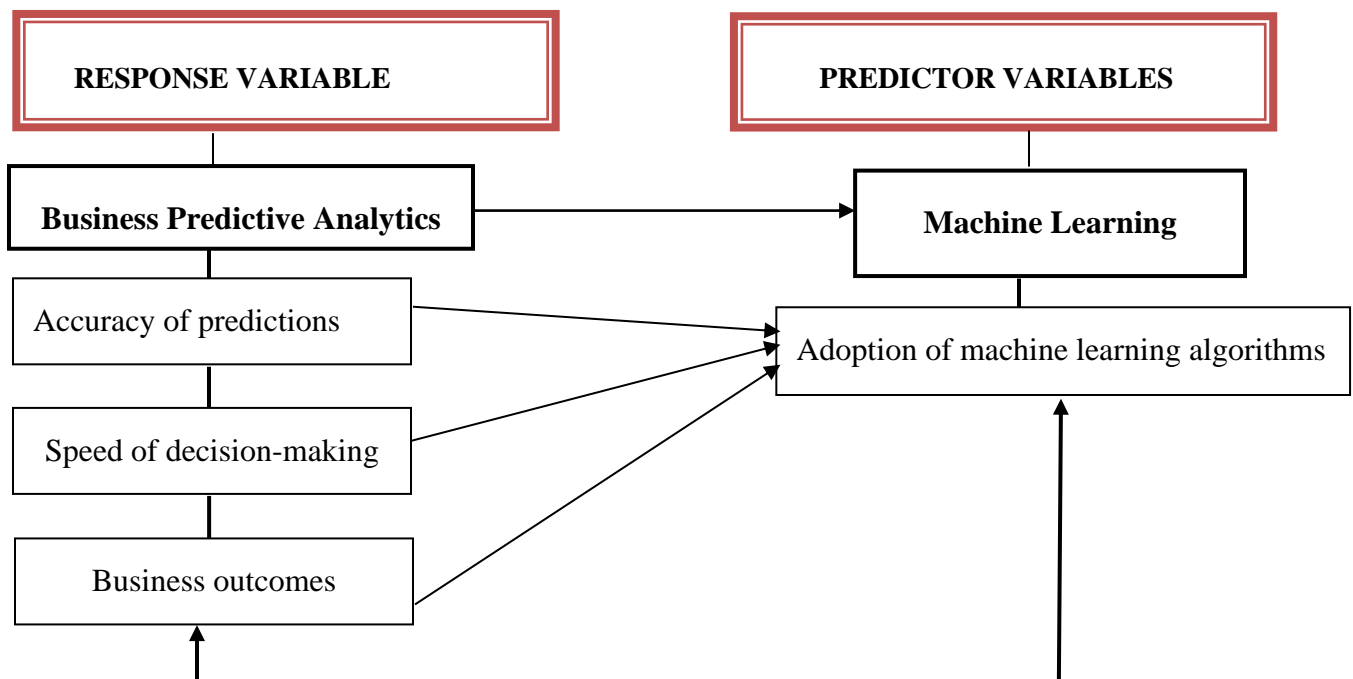 RESPONSE VARIABLE
PREDICTOR VARIABLES
Business Predictive Analytics
Machine Learning
Accuracy of predictions
Adoption of machine learning algorithms
Speed of decision-making
Business outcomes